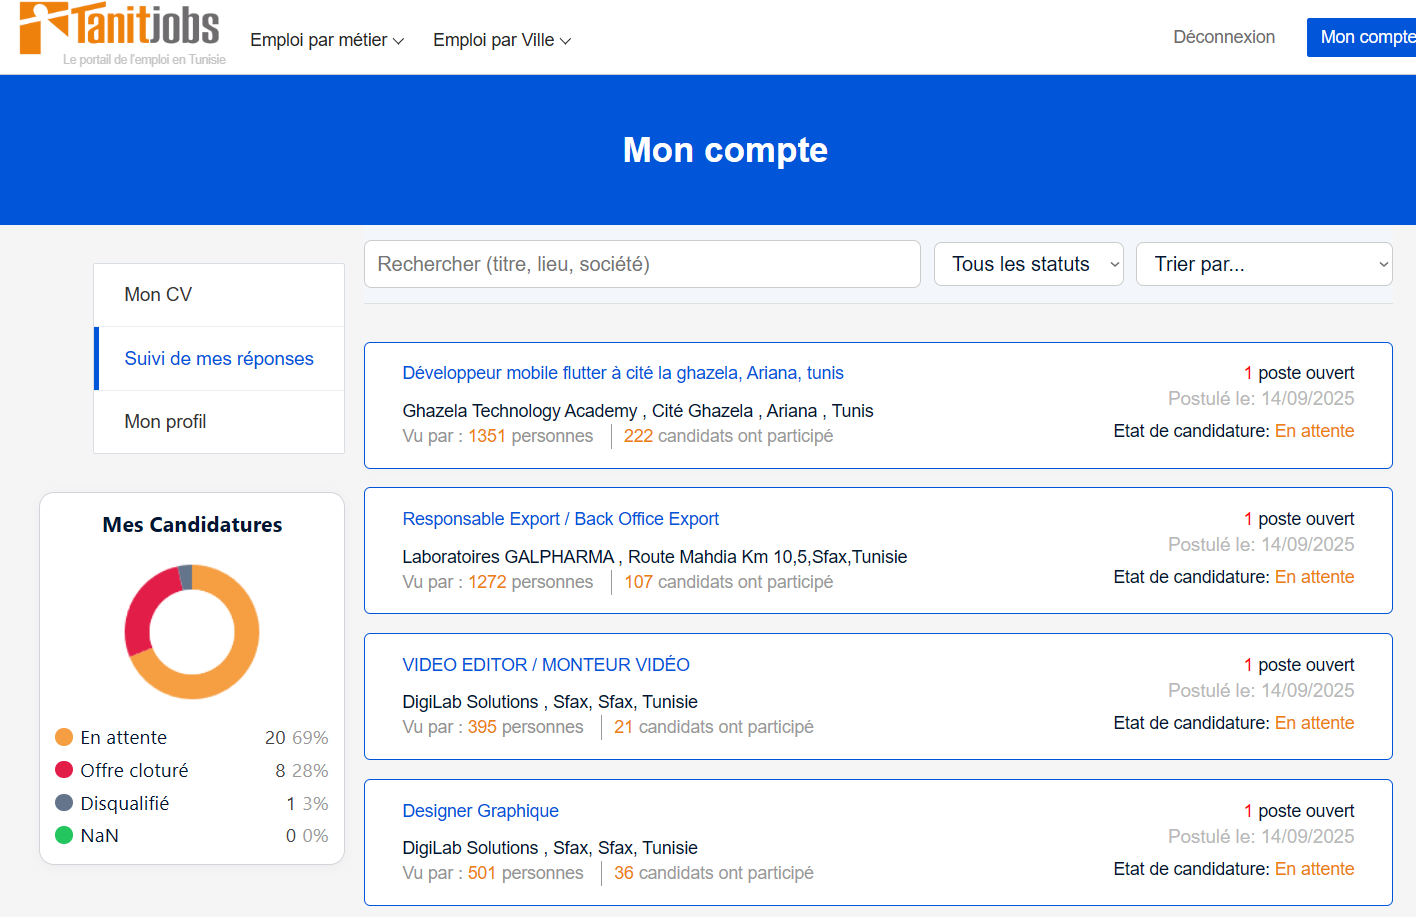 Tanitjobs
Le portail de l'emploi en Tunisie
Emploi par métier
Emploi par Ville
Déconnexion
Mon compte
Mon compte
Mon CV
Suivi de mes réponses
Mon profil
Mes Candidatures
En attente 20 69%
Offre cloturé 8 28%
Disqualifié 1 3%
NaN 0 0%
Rechercher (titre, lieu, société)
Tous les statuts
Trier par...
Développeur mobile flutter à cité la ghazela, Ariana, tunis
1 poste ouvert
Postulé le: 14/09/2025
Ghazela Technology Academy , Cité Ghazela , Ariana , Tunis
Vu par : 1351 personnes 222 candidats ont participé
Etat de candidature: En attente
Responsable Export / Back Office Export
1 poste ouvert
Postulé le: 14/09/2025
Laboratoires GALPHARMA , Route Mahdia Km 10,5,Sfax,Tunisie
Vu par : 1272 personnes 107 candidats ont participé
Etat de candidature: En attente
VIDEO EDITOR / MONTEUR VIDÉO
1 poste ouvert
Postulé le: 14/09/2025
DigiLab Solutions , Sfax, Sfax, Tunisie
Vu par : 395 personnes 21 candidats ont participé
Etat de candidature: En attente
Designer Graphique
1 poste ouvert
Postulé le: 14/09/2025
DigiLab Solutions , Sfax, Sfax, Tunisie
Vu par : 501 personnes 36 candidats ont participé
Etat de candidature: En attente